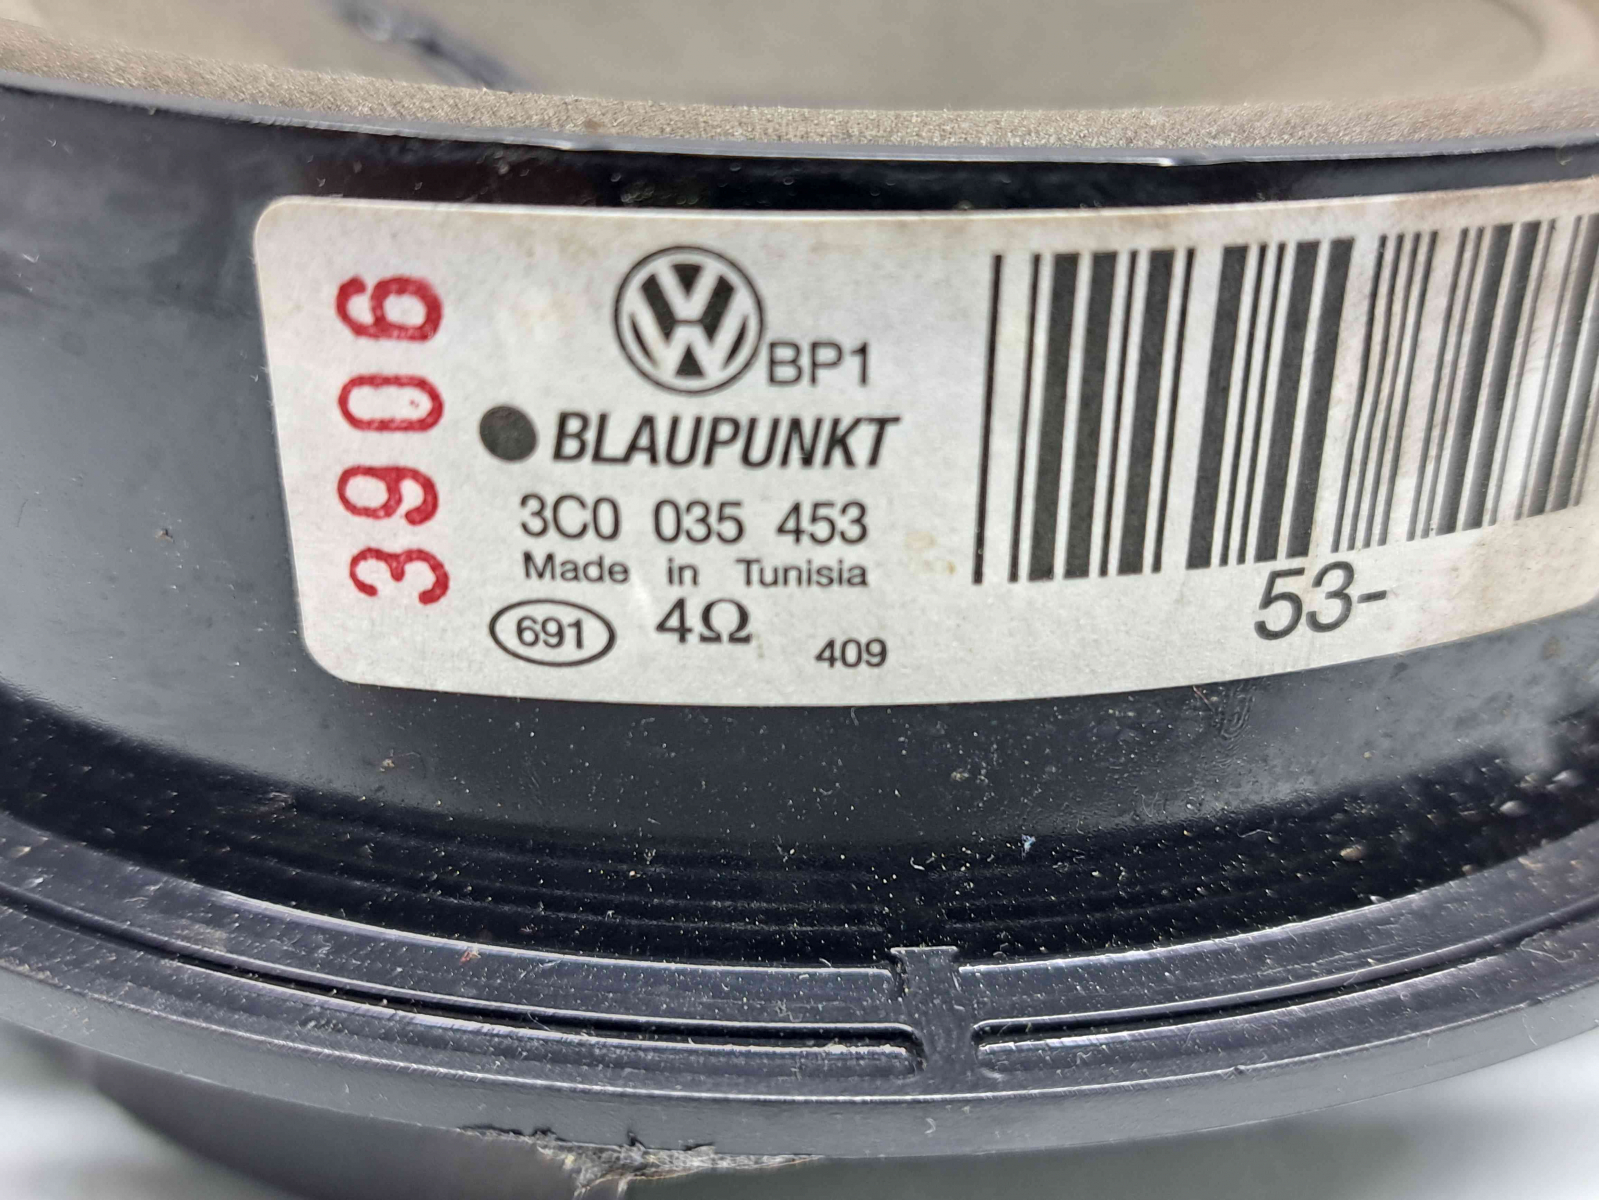 3906
BP1
BLAUPUNKT
3C0 035 453
Made in Tunisia
691 4Ω 409
53-